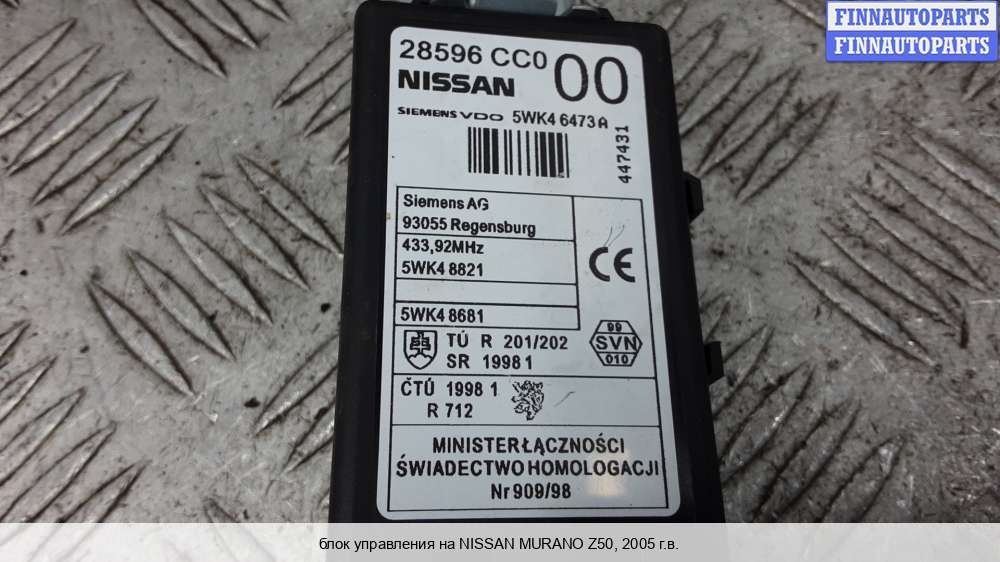 FINNAUTOPARTS
FINNAUTOPARTS
28596 CC0 00
NISSAN
SIEMENS VDO 5WK4 6473 A
447431
Siemens AG
93055 Regensburg
433,92MHz
5WK4 8821
5WK4 8681
CE
TÚ R 201/202
SR 1998 1
99
SVN
010
ČTÚ 1998 1
R 712
MINISTER ŁĄCZNOŚCI
ŚWIADECTWO HOMOLOGACJI
Nr 909/98
блок управления на NISSAN MURANO Z50, 2005 г.в.